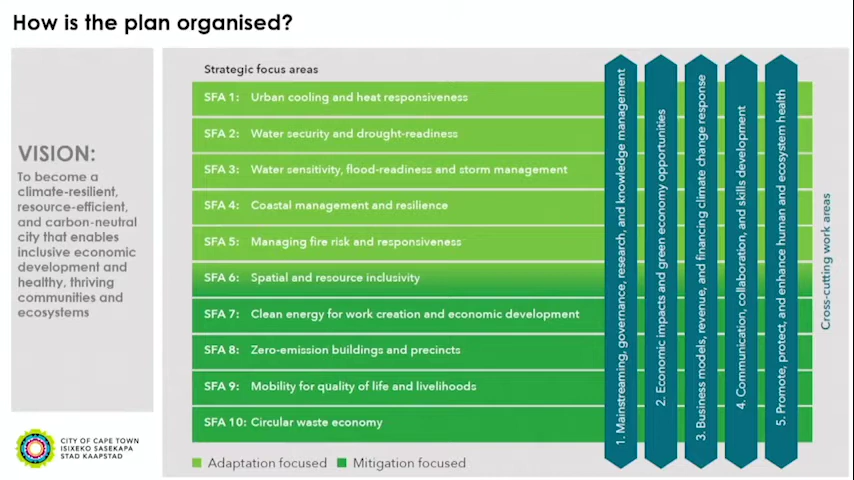 How is the plan organised?
VISION:
To become a
climate-resilient,
resource-efficient,
and carbon-neutral
city that enables
inclusive economic
development and
healthy, thriving
communities and
ecosystems
CITY OF CAPE TOWN
ISIXEKO SASEKAPA
STAD KAAPSTAD
Strategic focus areas
SFA 1: Urban cooling and heat responsiveness
SFA 2: Water security and drought-readiness
SFA 3: Water sensitivity, flood-readiness and storm management
SFA 4: Coastal management and resilience
SFA 5: Managing fire risk and responsiveness
SFA 6: Spatial and resource inclusivity
SFA 7: Clean energy for work creation and economic development
SFA 8: Zero-emission buildings and precincts
SFA 9: Mobility for quality of life and livelihoods
SFA 10: Circular waste economy
1. Mainstreaming, governance, research, and knowledge management
2. Economic impacts and green economy opportunities
3. Business models, revenue, and financing climate change response
4. Communication, collaboration, and skills development
5. Promote, protect, and enhance human and ecosystem health
Cross-cutting work areas
Adaptation focused
Mitigation focused